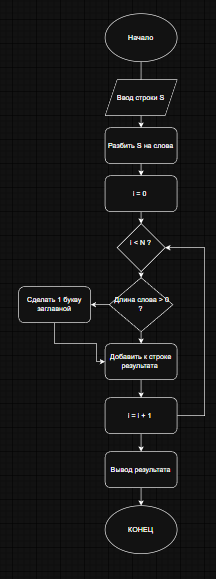 Начало
Ввод строки S
Разбить S на слова
i = 0
i < N ?
Длина слова > 0
?
Сделать 1 букву
заглавной
Добавить к строке
результата
i = i + 1
Вывод результата
КОНЕЦ